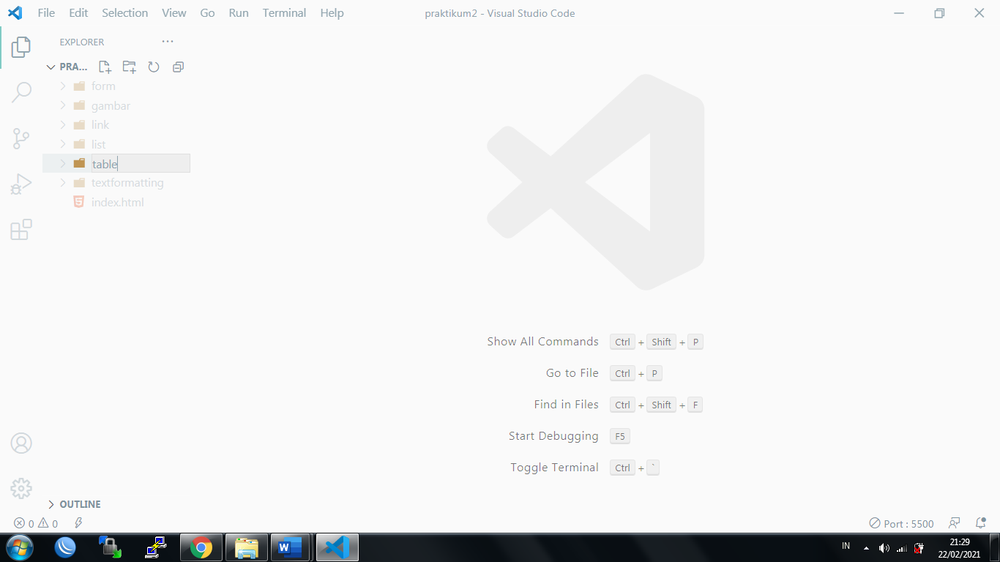 File Edit Selection View Go Run Terminal Help
praktikum2 - Visual Studio Code
EXPLORER
PRA...
form
gambar
link
list
table
textformatting
index.html
Show All Commands Ctrl + Shift + P
Go to File Ctrl + P
Find in Files Ctrl + Shift + F
Start Debugging F5
Toggle Terminal Ctrl + `
OUTLINE
0 0
Port : 5500
W
IN
21:29
22/02/2021